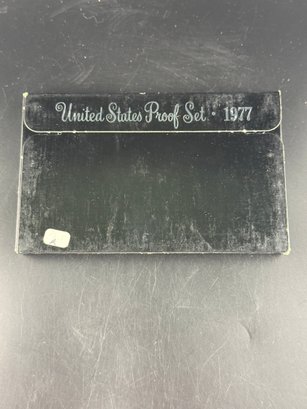 United States Proof Set • 1977